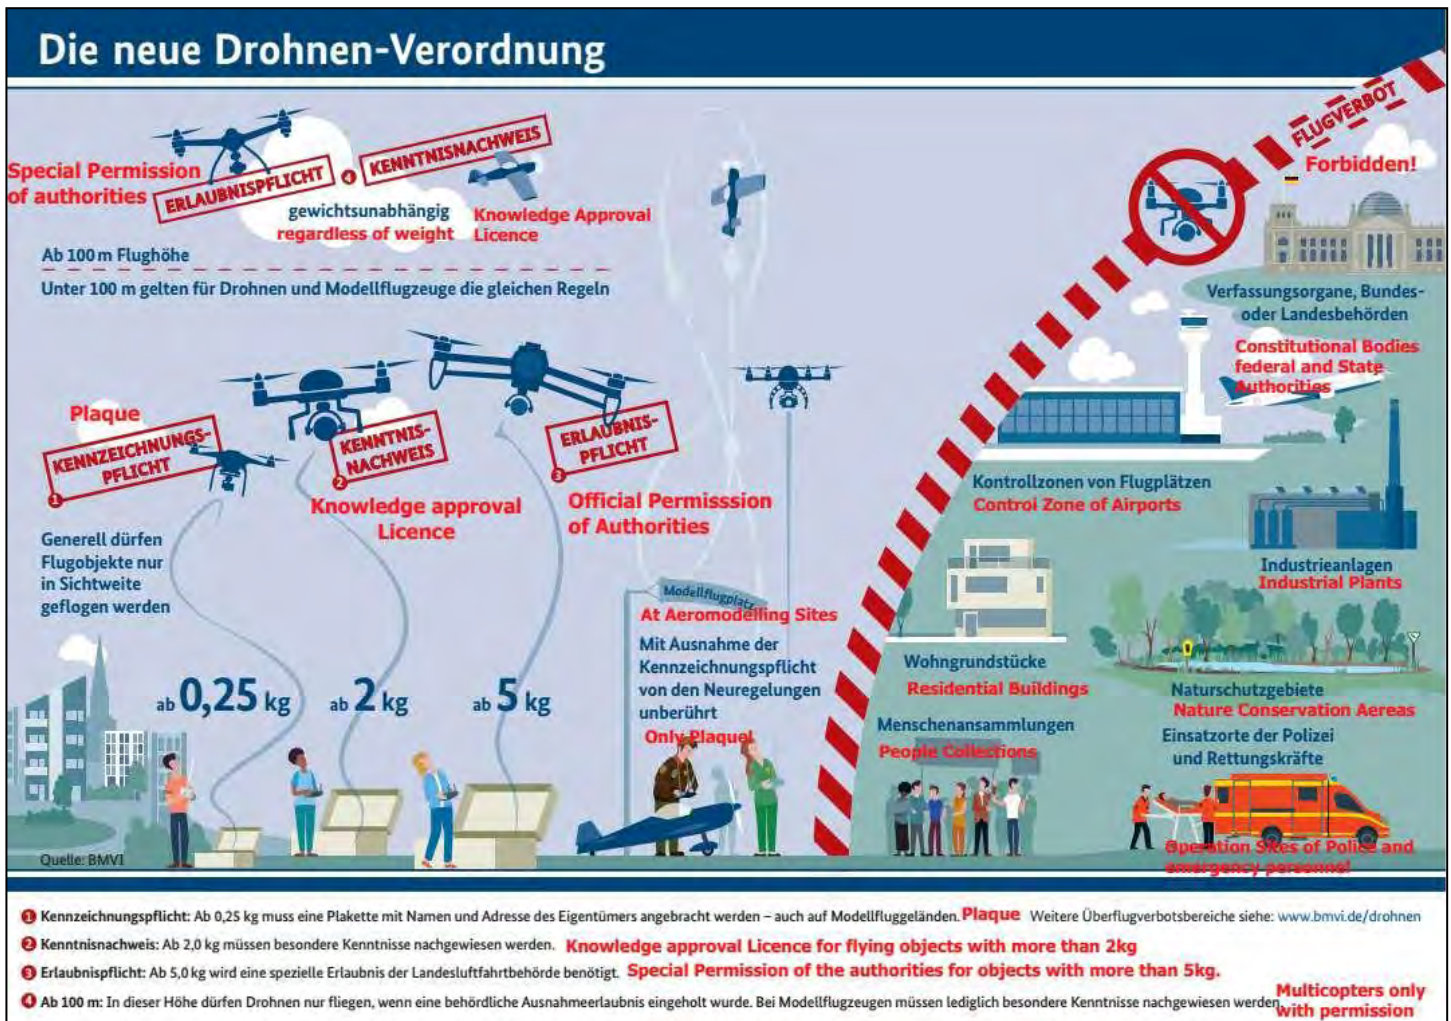 Die neue Drohnen-Verordnung
FLUGVERBOT
Forbidden!
Special Permission
of authorities
ERLAUBNISPFLICHT
4
KENNTNISNACHWEIS
gewichtsunabhängig
regardless of weight
Knowledge Approval
Licence
Ab 100 m Flughöhe
Unter 100 m gelten für Drohnen und Modellflugzeuge die gleichen Regeln
Plaque
KENNZEICHNUNGS-
PFLICHT
1
KENNTNIS-
NACHWEIS
2
Knowledge approval
Licence
ERLAUBNIS-
PFLICHT
3
Official Permisssion
of Authorities
Generell dürfen
Flugobjekte nur
in Sichtweite
geflogen werden
ab 0,25 kg
ab 2 kg
ab 5 kg
Modellflugplatz
At Aeromodelling Sites
Mit Ausnahme der
Kennzeichnungspflicht
von den Neuregelungen
unberührt
Only Plaque!
Verfassungsorgane, Bundes-
oder Landesbehörden
Constitutional Bodies
federal and State
Authorities
Kontrollzonen von Flugplätzen
Control Zone of Airports
Industrieanlagen
Industrial Plants
Wohngrundstücke
Residential Buildings
Naturschutzgebiete
Nature Conservation Aereas
Menschenansammlungen
People Collections
Einsatzorte der Polizei
und Rettungskräfte
Operation Sites of Police and
emergency personnel
Quelle: BMVI
1 Kennzeichnungspflicht: Ab 0,25 kg muss eine Plakette mit Namen und Adresse des Eigentümers angebracht werden – auch auf Modellfluggeländen. Plaque Weitere Überflugverbotsbereiche siehe: www.bmvi.de/drohnen
2 Kenntnisnachweis: Ab 2,0 kg müssen besondere Kenntnisse nachgewiesen werden. Knowledge approval Licence for flying objects with more than 2kg
3 Erlaubnispflicht: Ab 5,0 kg wird eine spezielle Erlaubnis der Landesluftfahrtbehörde benötigt. Special Permission of the authorities for objects with more than 5kg.
4 Ab 100 m: In dieser Höhe dürfen Drohnen nur fliegen, wenn eine behördliche Ausnahmeerlaubnis eingeholt wurde. Bei Modellflugzeugen müssen lediglich besondere Kenntnisse nachgewiesen werden.
Multicopters only
with permission